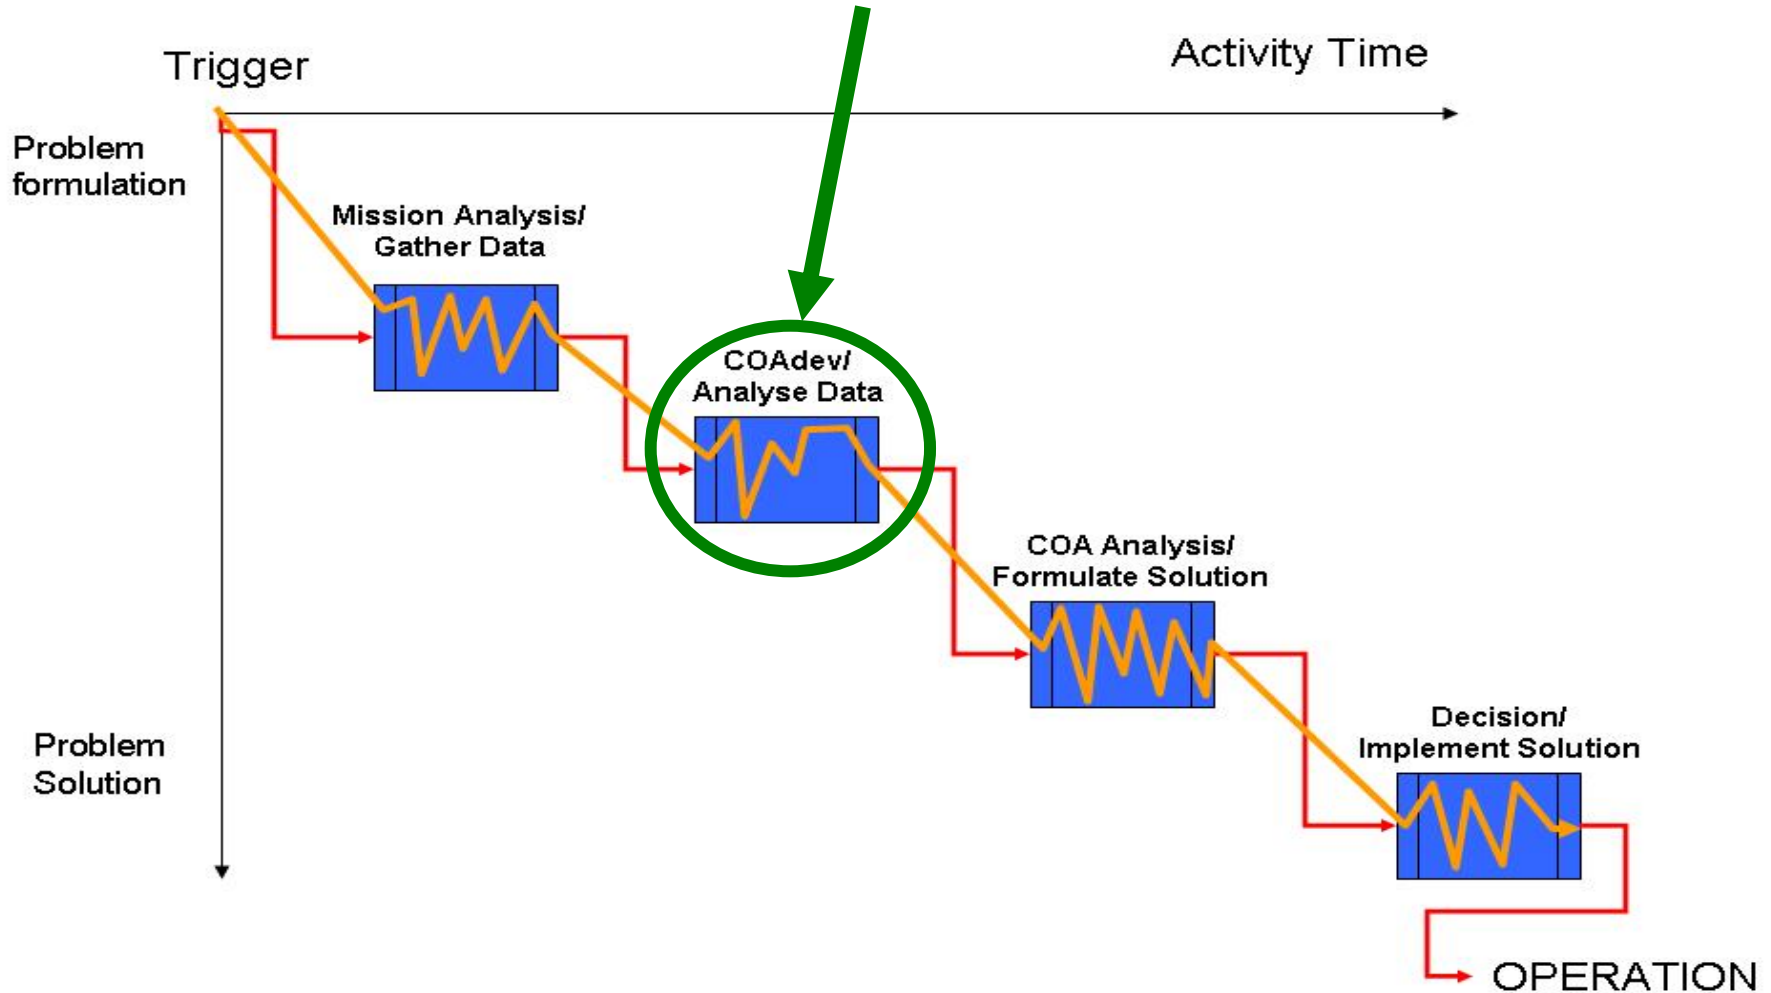 Trigger
Activity Time
Problem
formulation
Mission Analysis/
Gather Data
COAdev/
Analyse Data
COA Analysis/
Formulate Solution
Problem
Solution
Decision/
Implement Solution
OPERATION